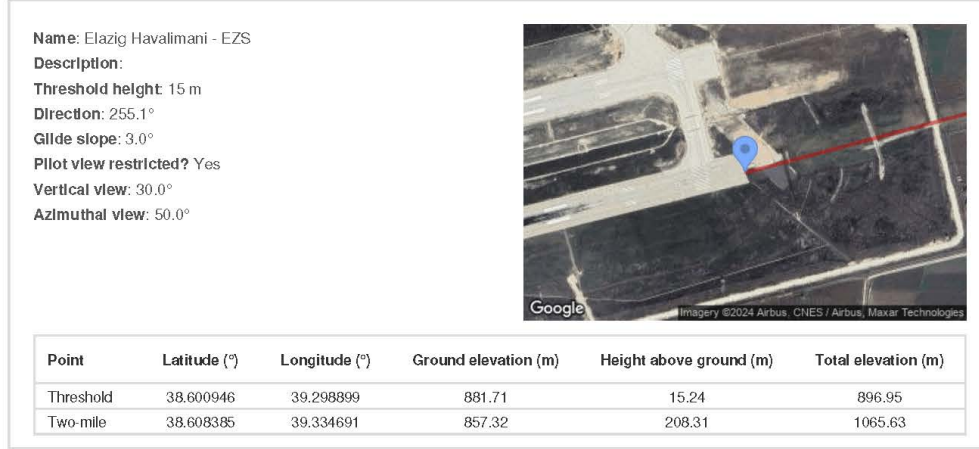 Name: Elazig Havalimani - EZS
Description:
Threshold height: 15 m
Direction: 255.1°
Glide slope: 3.0°
Pilot view restricted? Yes
Vertical view: 30.0°
Azimuthal view: 50.0°
Google
Imagery ©2024 Airbus, CNES / Airbus, Maxar Technologies
Point Latitude (°) Longitude (°) Ground elevation (m) Height above ground (m) Total elevation (m)
Threshold 38.600946 39.298899 881.71 15.24 896.95
Two-mile 38.608385 39.334691 857.32 208.31 1065.63